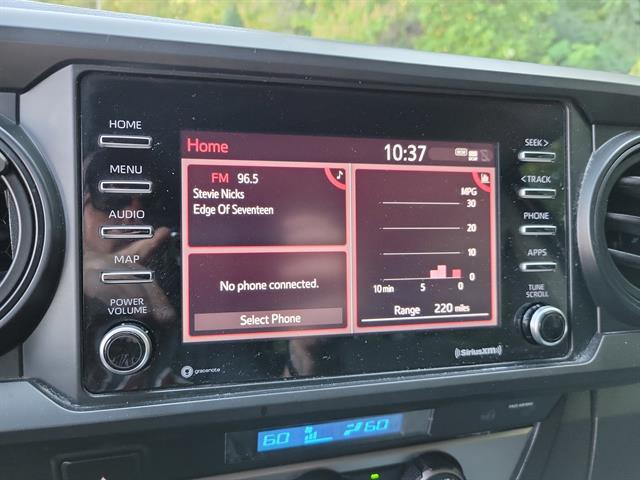 HOME
MENU
AUDIO
MAP
POWER
VOLUME
Home
10:37
FM 96.5
Stevie Nicks
Edge Of Seventeen
No phone connected.
Select Phone
MPG
30
20
10
0
10 min 5 0
Range 220 miles
SEEK>
<TRACK
PHONE
APPS
TUNE
SCROLL
gracenote
SiriusXM
60 60